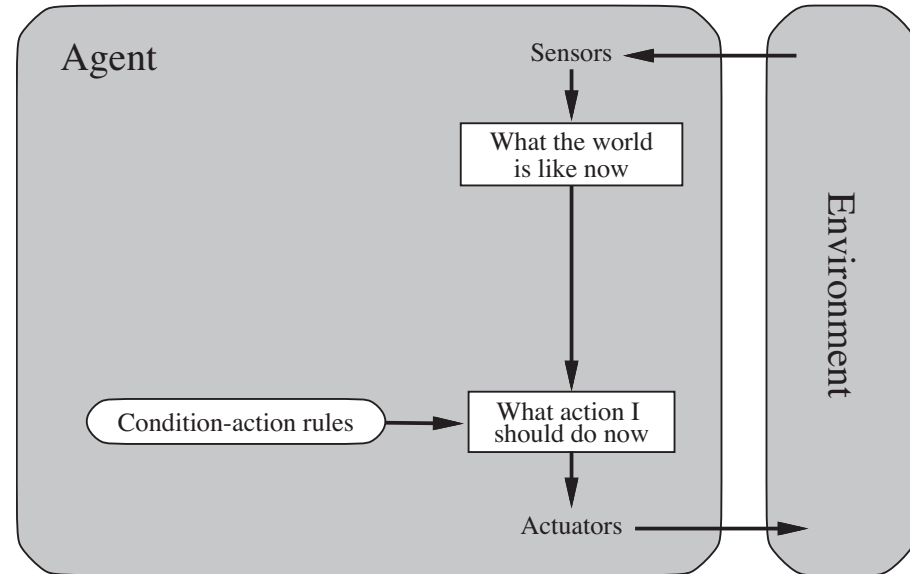 Agent
Sensors
What the world
is like now
Environment
Condition-action rules
What action I
should do now
Actuators